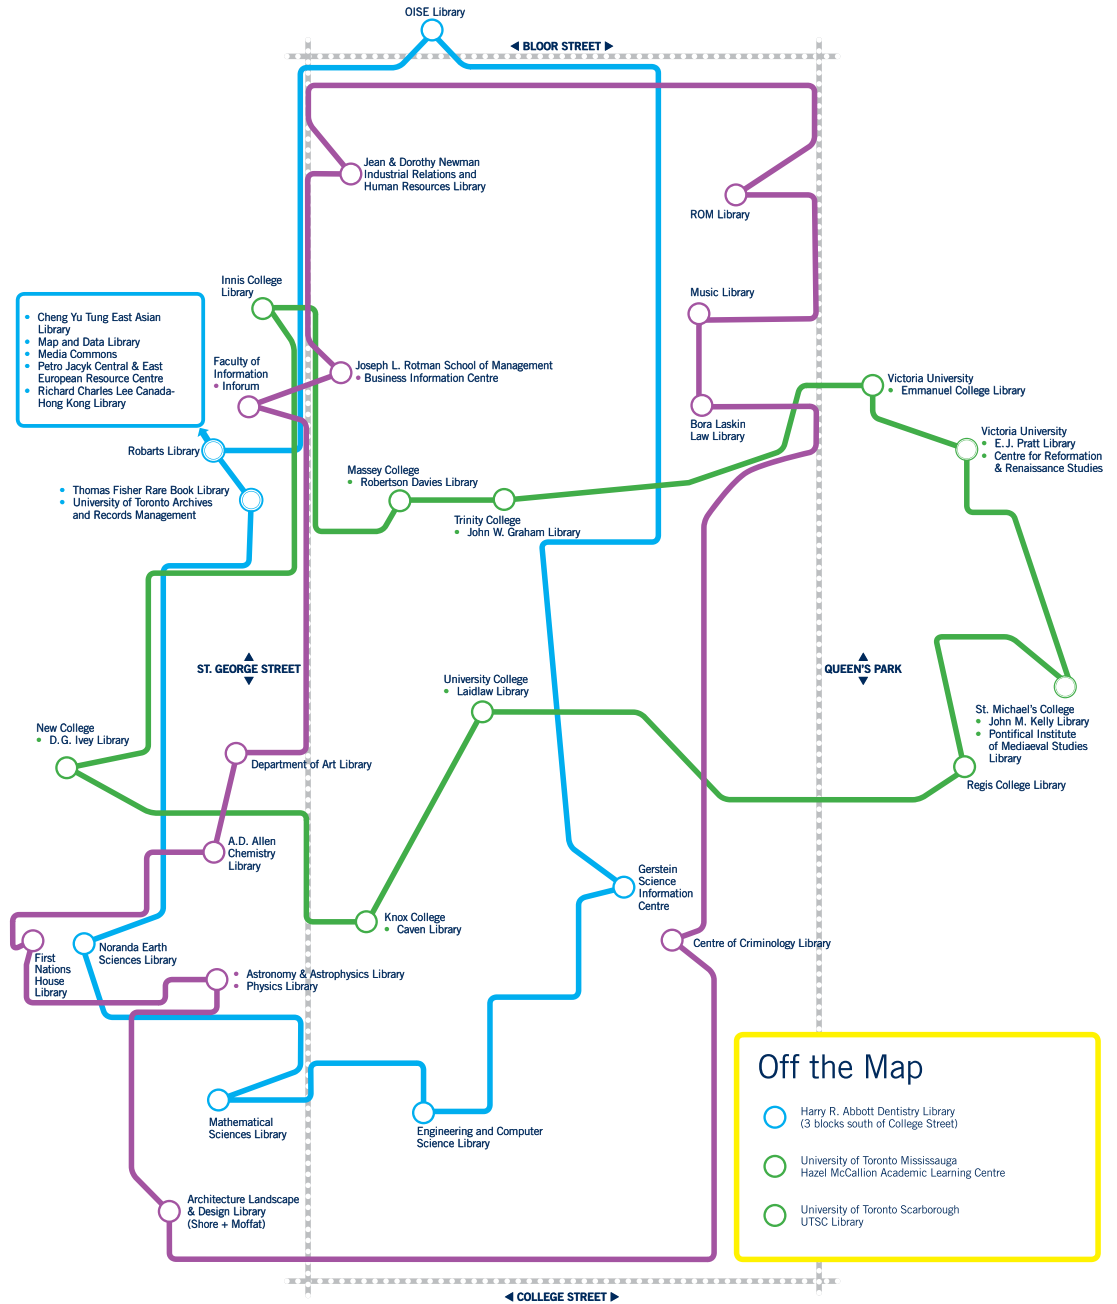 OISE Library
◀ BLOOR STREET ▶
Jean & Dorothy Newman
Industrial Relations and
Human Resources Library
ROM Library
Innis College
Library
Music Library
• Cheng Yu Tung East Asian
Library
• Map and Data Library
• Media Commons
• Petro Jacyk Central & East
European Resource Centre
• Richard Charles Lee Canada-
Hong Kong Library
Faculty of
Information
• Inforum
Joseph L. Rotman School of Management
• Business Information Centre
Victoria University
• Emmanuel College Library
Bora Laskin
Law Library
Victoria University
• E.J. Pratt Library
• Centre for Reformation
& Renaissance Studies
Robarts Library
Massey College
• Robertson Davies Library
• Thomas Fisher Rare Book Library
• University of Toronto Archives
and Records Management
Trinity College
• John W. Graham Library
ST. GEORGE STREET
QUEEN'S PARK
University College
• Laidlaw Library
St. Michael's College
• John M. Kelly Library
• Pontifical Institute
of Mediaeval Studies
Library
New College
• D.G. Ivey Library
Department of Art Library
Regis College Library
A.D. Allen
Chemistry
Library
Gerstein
Science
Information
Centre
Knox College
• Caven Library
First
Nations
House
Library
Noranda Earth
Sciences Library
Centre of Criminology Library
• Astronomy & Astrophysics Library
• Physics Library
Mathematical
Sciences Library
Engineering and Computer
Science Library
Architecture Landscape
& Design Library
(Shore + Moffat)
Off the Map
Harry R. Abbott Dentistry Library
(3 blocks south of College Street)
University of Toronto Mississauga
Hazel McCallion Academic Learning Centre
University of Toronto Scarborough
UTSC Library
◀ COLLEGE STREET ▶